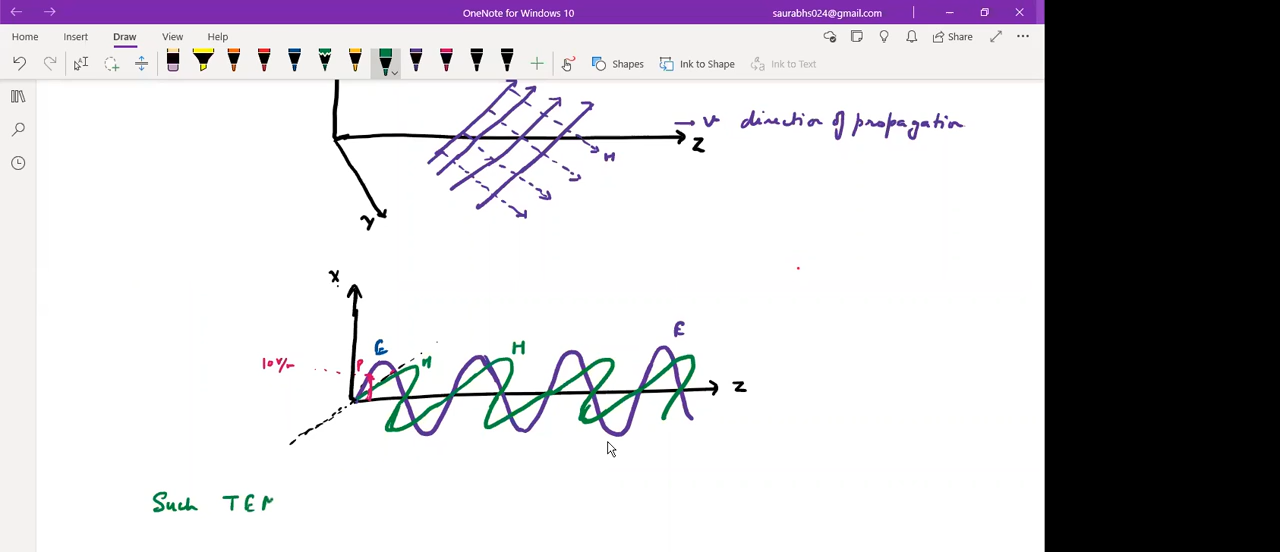 OneNote for Windows 10
saurabhs024@gmail.com
Home Insert Draw View Help
Share
Shapes
Ink to Shape
Ink to Text
→ v direction of propagation
Z
H
y
x
E
10 V/m
P
E
H
H
Z
Such TEM